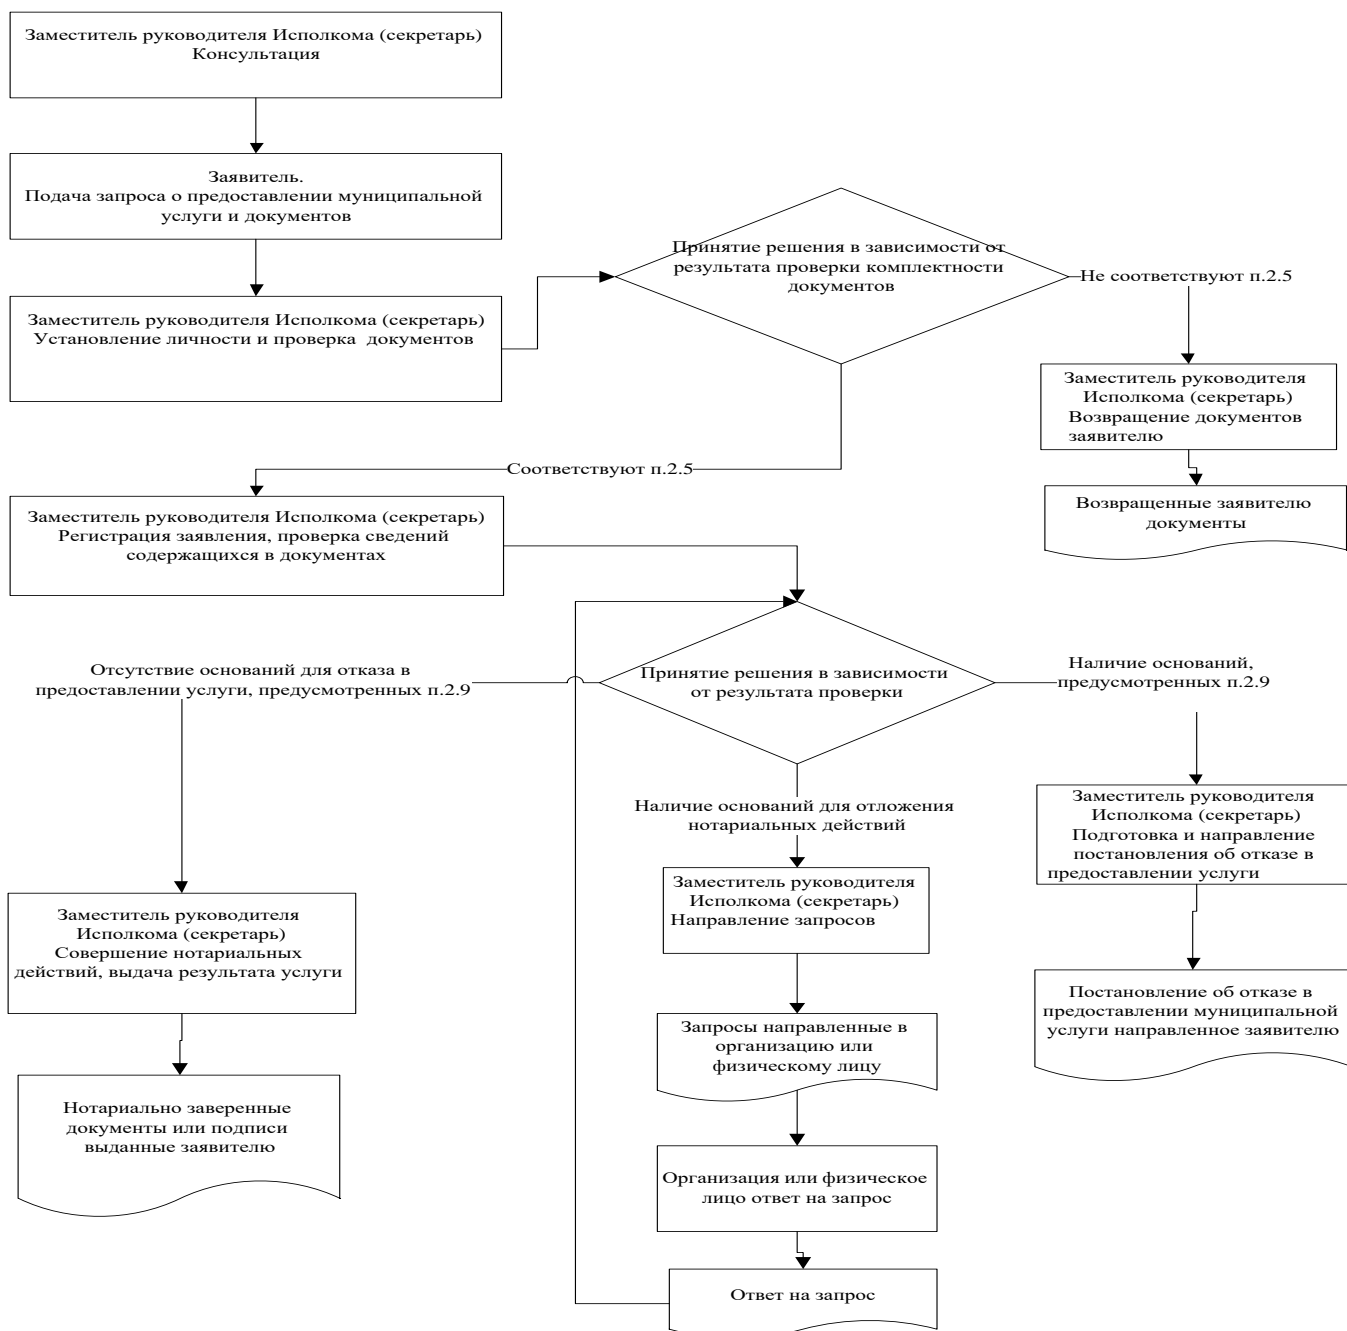 Заместитель руководителя Исполкома (секретарь)
Консультация
Заявитель.
Подача запроса о предоставлении муниципальной
услуги и документов
Заместитель руководителя Исполкома (секретарь)
Установление личности и проверка документов
Принятие решения в зависимости от
результата проверки комплектности
документов
Не соответствуют п.2.5
Заместитель руководителя
Исполкома (секретарь)
Возвращение документов
заявителю
Возвращенные заявителю
документы
Соответствуют п.2.5
Заместитель руководителя Исполкома (секретарь)
Регистрация заявления, проверка сведений
содержащихся в документах
Принятие решения в зависимости
от результата проверки
Отсутствие оснований для отказа в
предоставлении услуги, предусмотренных п.2.9
Наличие оснований,
предусмотренных п.2.9
Наличие оснований для отложения
нотариальных действий
Заместитель руководителя
Исполкома (секретарь)
Совершение нотариальных
действий, выдача результата услуги
Нотариально заверенные
документы или подписи
выданные заявителю
Заместитель руководителя
Исполкома (секретарь)
Направление запросов
Запросы направленные в
организацию или
физическому лицу
Организация или физическое
лицо ответ на запрос
Ответ на запрос
Заместитель руководителя
Исполкома (секретарь)
Подготовка и направление
постановления об отказе в
предоставлении услуги
Постановление об отказе в
предоставлении муниципальной
услуги направленное заявителю